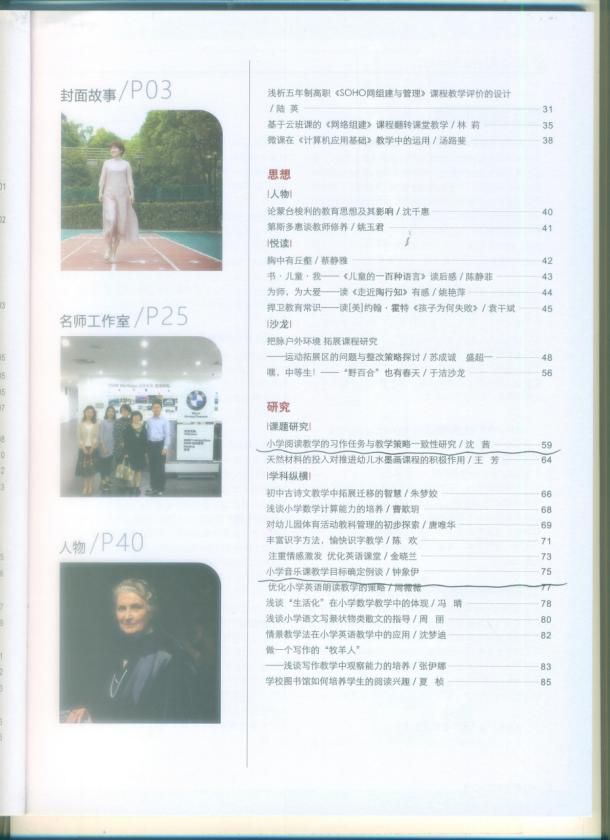 封面故事/P03
名师工作室/P25
人物/P40
浅析五年制高职《SOHO网组建与管理》课程教学评价的设计
/ 陆 英 31
基于云班课的《网络组建》课程翻转课堂教学 / 林 莉 35
微课在《计算机应用基础》教学中的运用 / 汤路斐 38
思想
|人物|
论蒙台梭利的教育思想及其影响 / 沈千惠 40
第斯多惠谈教师修养 / 姚玉君 41
|悦读|
胸中有丘壑 / 蔡静雅 42
书·儿童·我——《儿童的一百种语言》读后感 / 陈静菲 43
为师，为大爱——读《走近陶行知》有感 / 姚艳萍 44
捍卫教育常识——读[美]约翰·霍特《孩子为何失败》/ 袁干斌 45
|沙龙|
把脉户外环境 拓展课程研究
——运动拓展区的问题与整改策略探讨 / 苏成诚 盛超一 48
嘿，中等生！——“野百合”也有春天 / 于洁沙龙 56
研究
|课题研究|
小学阅读教学的习作任务与教学策略一致性研究 / 沈 茜 59
天然材料的投入对推进幼儿水墨画课程的积极作用 / 王 芳 64
|学科纵横|
初中古诗文教学中拓展迁移的智慧 / 朱梦姣 66
浅谈小学数学计算能力的培养 / 曹歆玥 68
对幼儿园体育活动教科管理的初步探索 / 唐唯华 69
丰富识字方法，愉快识字教学 / 陈 欢 71
注重情感激发 优化英语课堂 / 金晓兰 73
小学音乐课教学目标确定例谈 / 钟象伊 75
优化小学英语朗读教学的策略 / 周薇薇 77
浅谈“生活化”在小学数学教学中的体现 / 冯 晴 78
浅谈小学语文写景状物类散文的指导 / 周 丽 80
情景教学法在小学英语教学中的应用 / 沈梦迪 82
做一个写作的“牧羊人”
——浅谈写作教学中观察能力的培养 / 张伊娜 83
学校图书馆如何培养学生的阅读兴趣 / 夏 桢 85